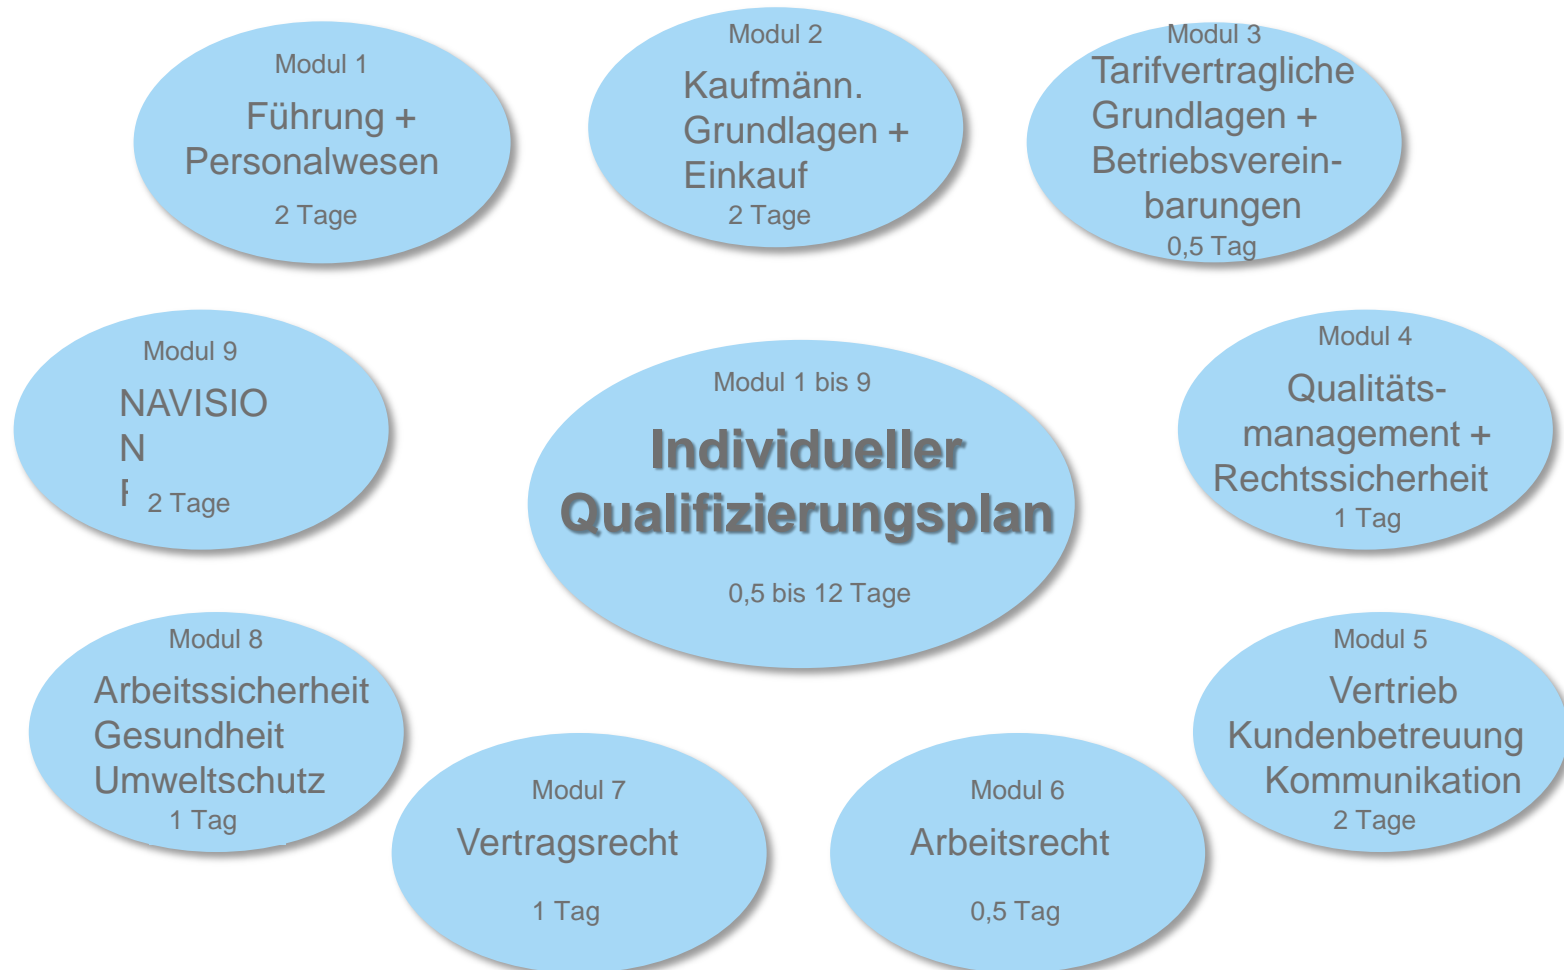 Modul 1
Führung +
Personalwesen
2 Tage
Modul 2
Kaufmänn.
Grundlagen +
Einkauf
2 Tage
Modul 3
Tarifvertragliche
Grundlagen +
Betriebsverein-
barungen
0,5 Tag
Modul 9
NAVISIO
N
2 Tage
Modul 1 bis 9
Individueller
Qualifizierungsplan
0,5 bis 12 Tage
Modul 4
Qualitäts-
management +
Rechtssicherheit
1 Tag
Modul 8
Arbeitssicherheit
Gesundheit
Umweltschutz
1 Tag
Modul 7
Vertragsrecht
1 Tag
Modul 6
Arbeitsrecht
0,5 Tag
Modul 5
Vertrieb
Kundenbetreuung
Kommunikation
2 Tage